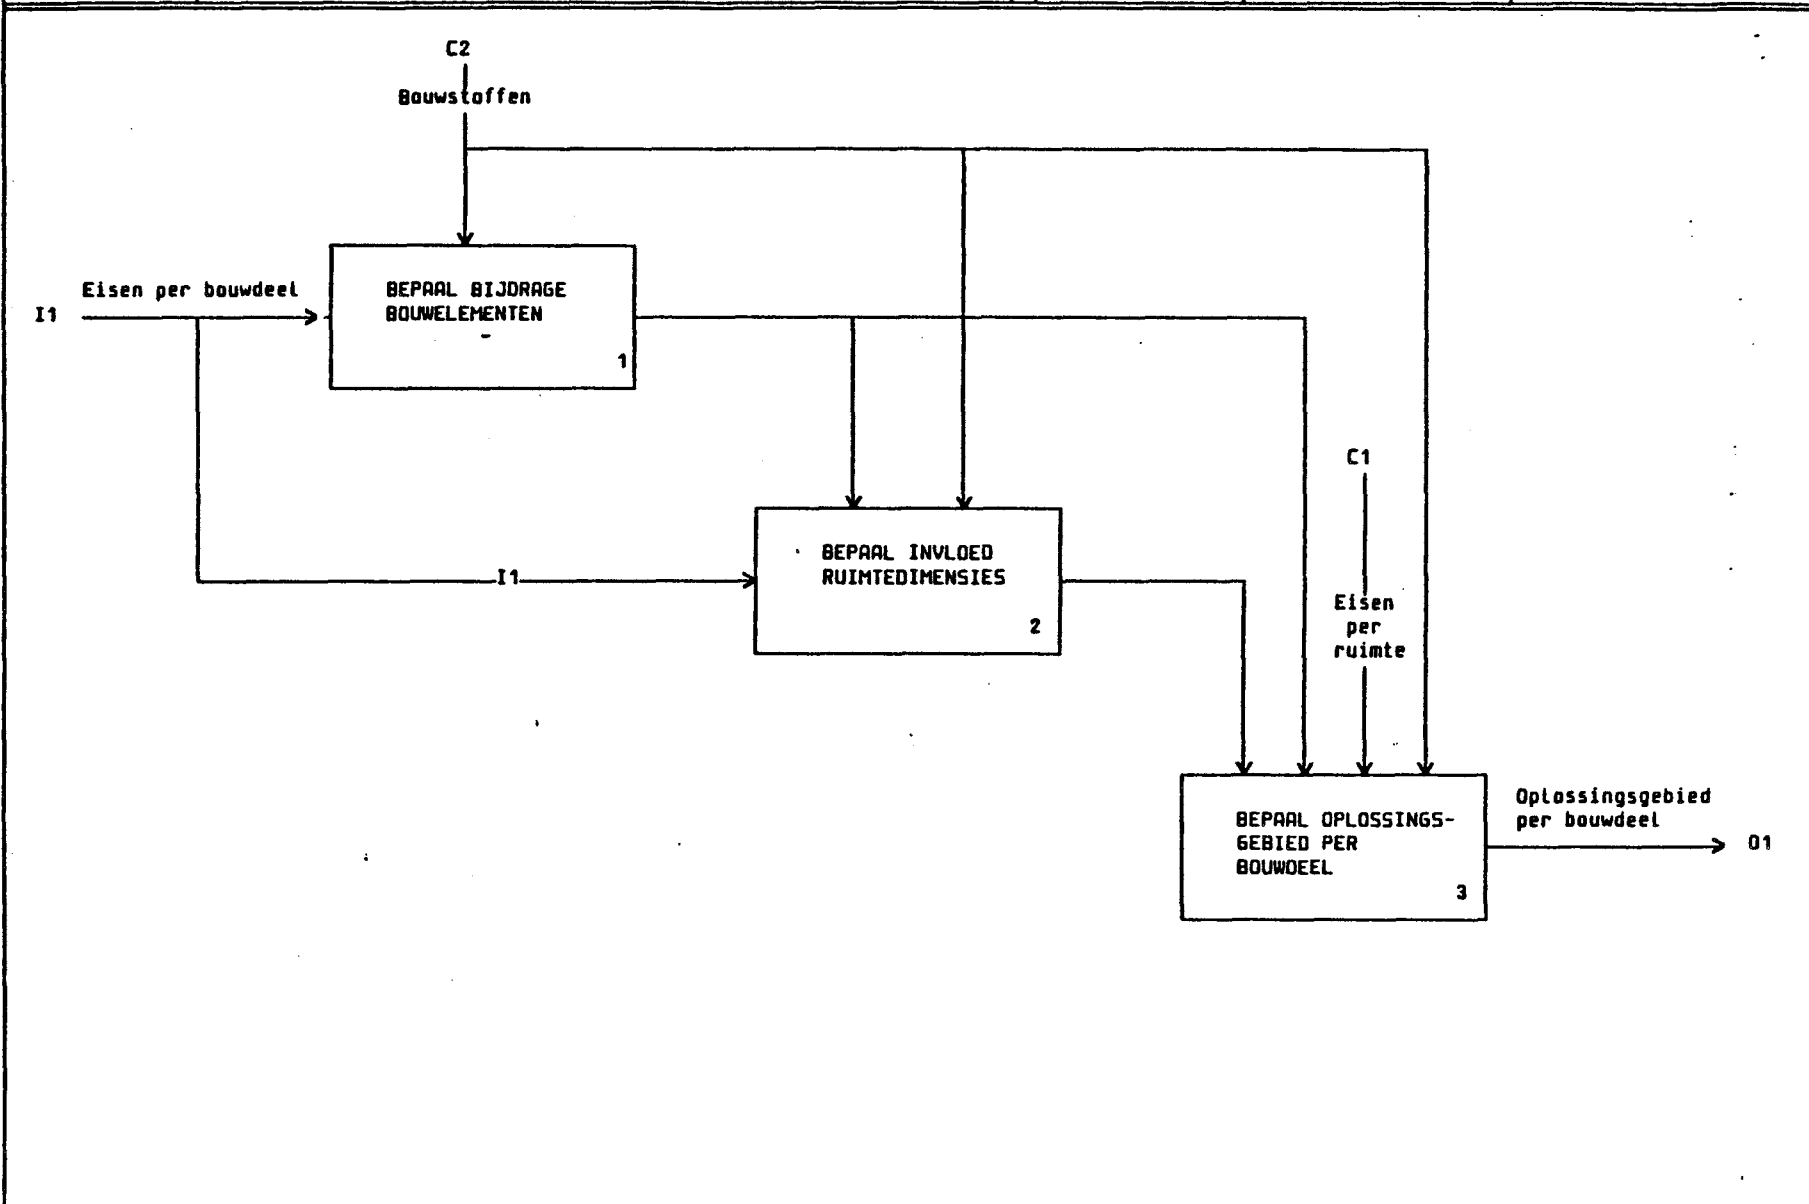 C2
Bouwstoffen
Eisen per bouwdeel
I1
BEPAAL BIJDRAGE
BOUWELEMENTEN
1
C1
I1
BEPAAL INVLOED
RUIMTEDIMENSIES
2
Eisen
per
ruimte
BEPAAL OPLOSSINGS-
GEBIED PER
BOUWDEEL
3
Oplossingsgebied
per bouwdeel
O1